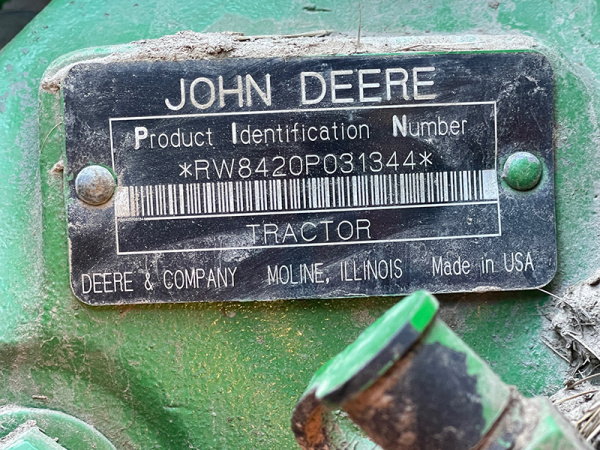 JOHN DEERE
Product Identification Number
*RW8420P031344*
TRACTOR
DEERE & COMPANY MOLINE, ILLINOIS Made in USA